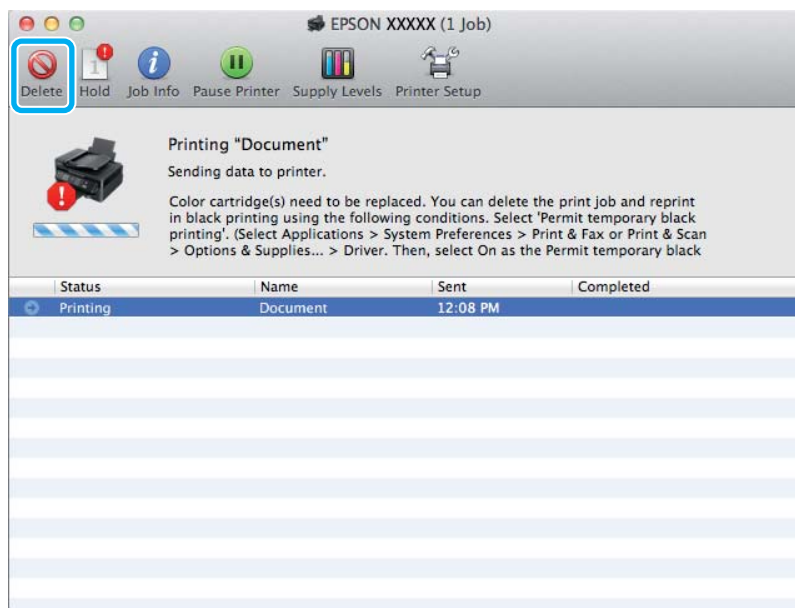 EPSON XXXXX (1 Job)
1
i
Delete Hold Job Info Pause Printer Supply Levels Printer Setup
Printing "Document"
Sending data to printer.
Color cartridge(s) need to be replaced. You can delete the print job and reprint
in black printing using the following conditions. Select 'Permit temporary black
printing'. (Select Applications > System Preferences > Print & Fax or Print & Scan
> Options & Supplies... > Driver. Then, select On as the Permit temporary black
Status Name Sent Completed
Printing Document 12:08 PM